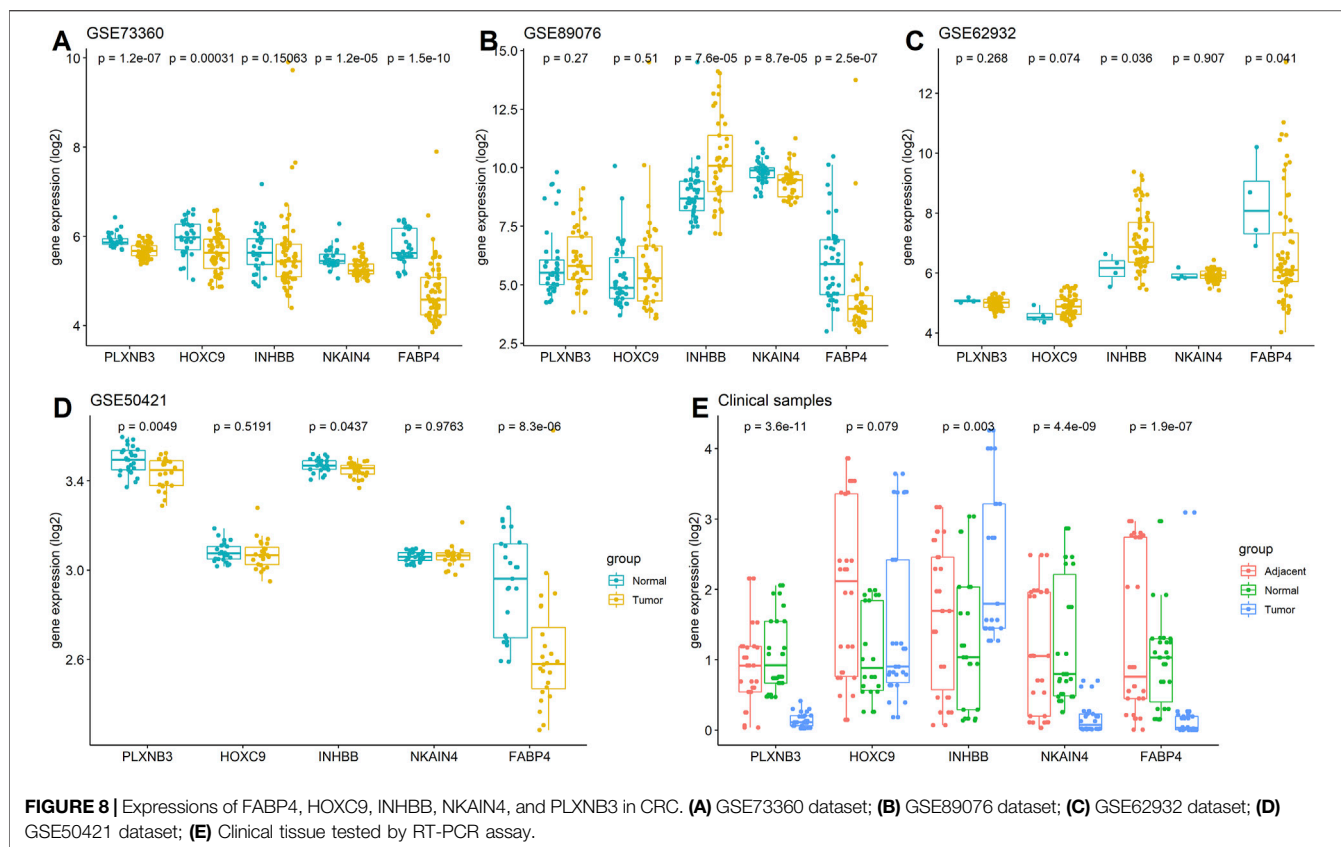 A GSE73360
p = 1.2e-07 p = 0.00031 p = 0.15063 p = 1.2e-05 p = 1.5e-10
gene expression (log2)
10
8
6
4
PLXNB3 HOXC9 INHBB NKAIN4 FABP4
B GSE89076
p = 0.27 p = 0.51 p = 7.6e-05 p = 8.7e-05 p = 2.5e-07
gene expression (log2)
15.0
12.5
10.0
7.5
5.0
2.5
PLXNB3 HOXC9 INHBB NKAIN4 FABP4
C GSE62932
p = 0.268 p = 0.074 p = 0.036 p = 0.907 p = 0.041
gene expression (log2)
12
10
8
6
4
PLXNB3 HOXC9 INHBB NKAIN4 FABP4
D GSE50421
p = 0.0049 p = 0.5191 p = 0.0437 p = 0.9763 p = 8.3e-06
gene expression (log2)
3.4
3.0
2.6
PLXNB3 HOXC9 INHBB NKAIN4 FABP4
group
Normal
Tumor
E Clinical samples
p = 3.6e-11 p = 0.079 p = 0.003 p = 4.4e-09 p = 1.9e-07
gene expression (log2)
4
3
2
1
0
PLXNB3 HOXC9 INHBB NKAIN4 FABP4
group
Adjacent
Normal
Tumor
FIGURE 8 | Expressions of FABP4, HOXC9, INHBB, NKAIN4, and PLXNB3 in CRC. (A) GSE73360 dataset; (B) GSE89076 dataset; (C) GSE62932 dataset; (D)
GSE50421 dataset; (E) Clinical tissue tested by RT-PCR assay.